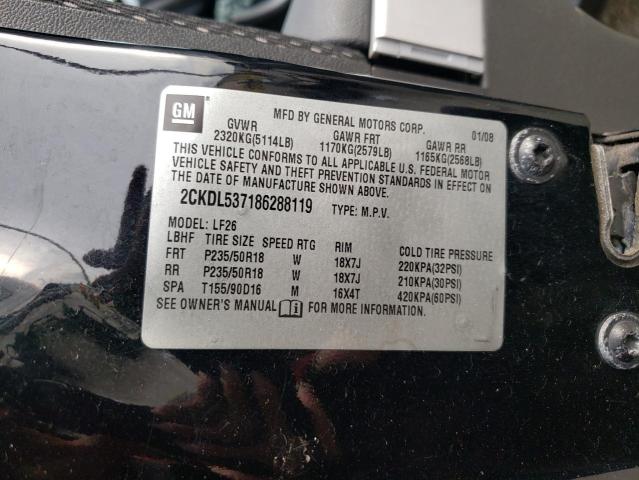 GM
MFD BY GENERAL MOTORS CORP. 01/08
GVWR GAWR FRT GAWR RR
2320KG(5114LB) 1170KG(2579LB) 1165KG(2568LB)
THIS VEHICLE CONFORMS TO ALL APPLICABLE U.S. FEDERAL MOTOR
VEHICLE SAFETY, THEFT PREVENTION STANDARDS IN EFFECT ON
THE DATE OF MANUFACTURE SHOWN ABOVE.
2CKDL537186288119 TYPE: M.P.V.
MODEL: LF26
LBHF TIRE SIZE SPEED RTG RIM COLD TIRE PRESSURE
FRT P235/50R18 W 18X7J 220KPA(32PSI)
RR P235/50R18 W 18X7J 210KPA(30PSI)
SPA T155/90D16 M 16X4T 420KPA(60PSI)
SEE OWNER'S MANUAL FOR MORE INFORMATION.